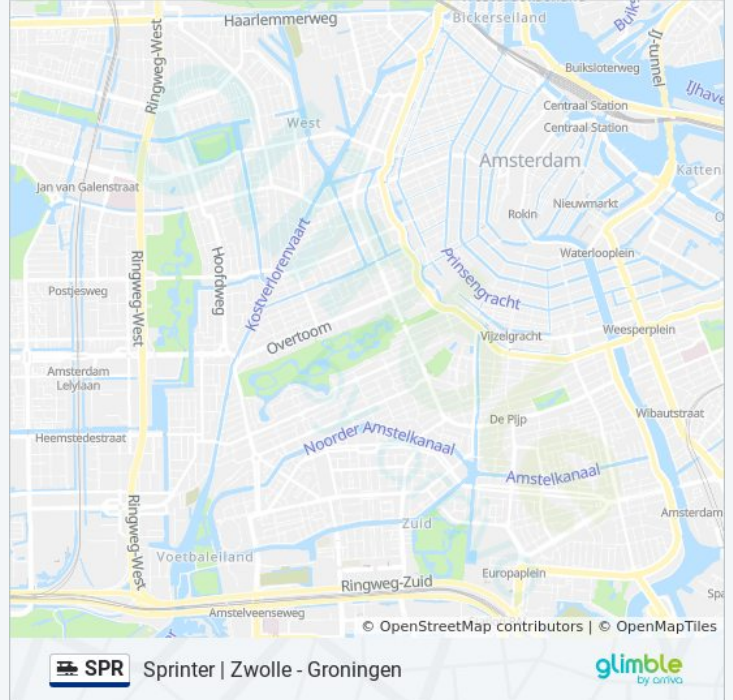 Haarlemmerweg
Bickerseiland
Ringweg-West
IJ-tunnel
Buiksloterweg
IJhave
Centraal Station
West
Centraal Station
Amsterdam
Katten
Jan van Galenstraat
Nieuwmarkt
Rokin
Kostverlorenvaart
Hoofdweg
Ringweg-West
Prinsengracht
Waterlooplein
Postjesweg
Overtoom
Vijzelgracht
Weesperplein
Amsterdam
Lelylaan
De Pijp
Wibautstraat
Heemstedestraat
Noorder Amstelkanaal
Amstelkanaal
Ringweg-West
Amsterdam
Zuid
Voetbaleiland
Europaplein
Ringweg-Zuid
Spa
Amstelveenseweg
© OpenStreetMap contributors | © OpenMapTiles
SPR Sprinter | Zwolle - Groningen
glimble
by arriva